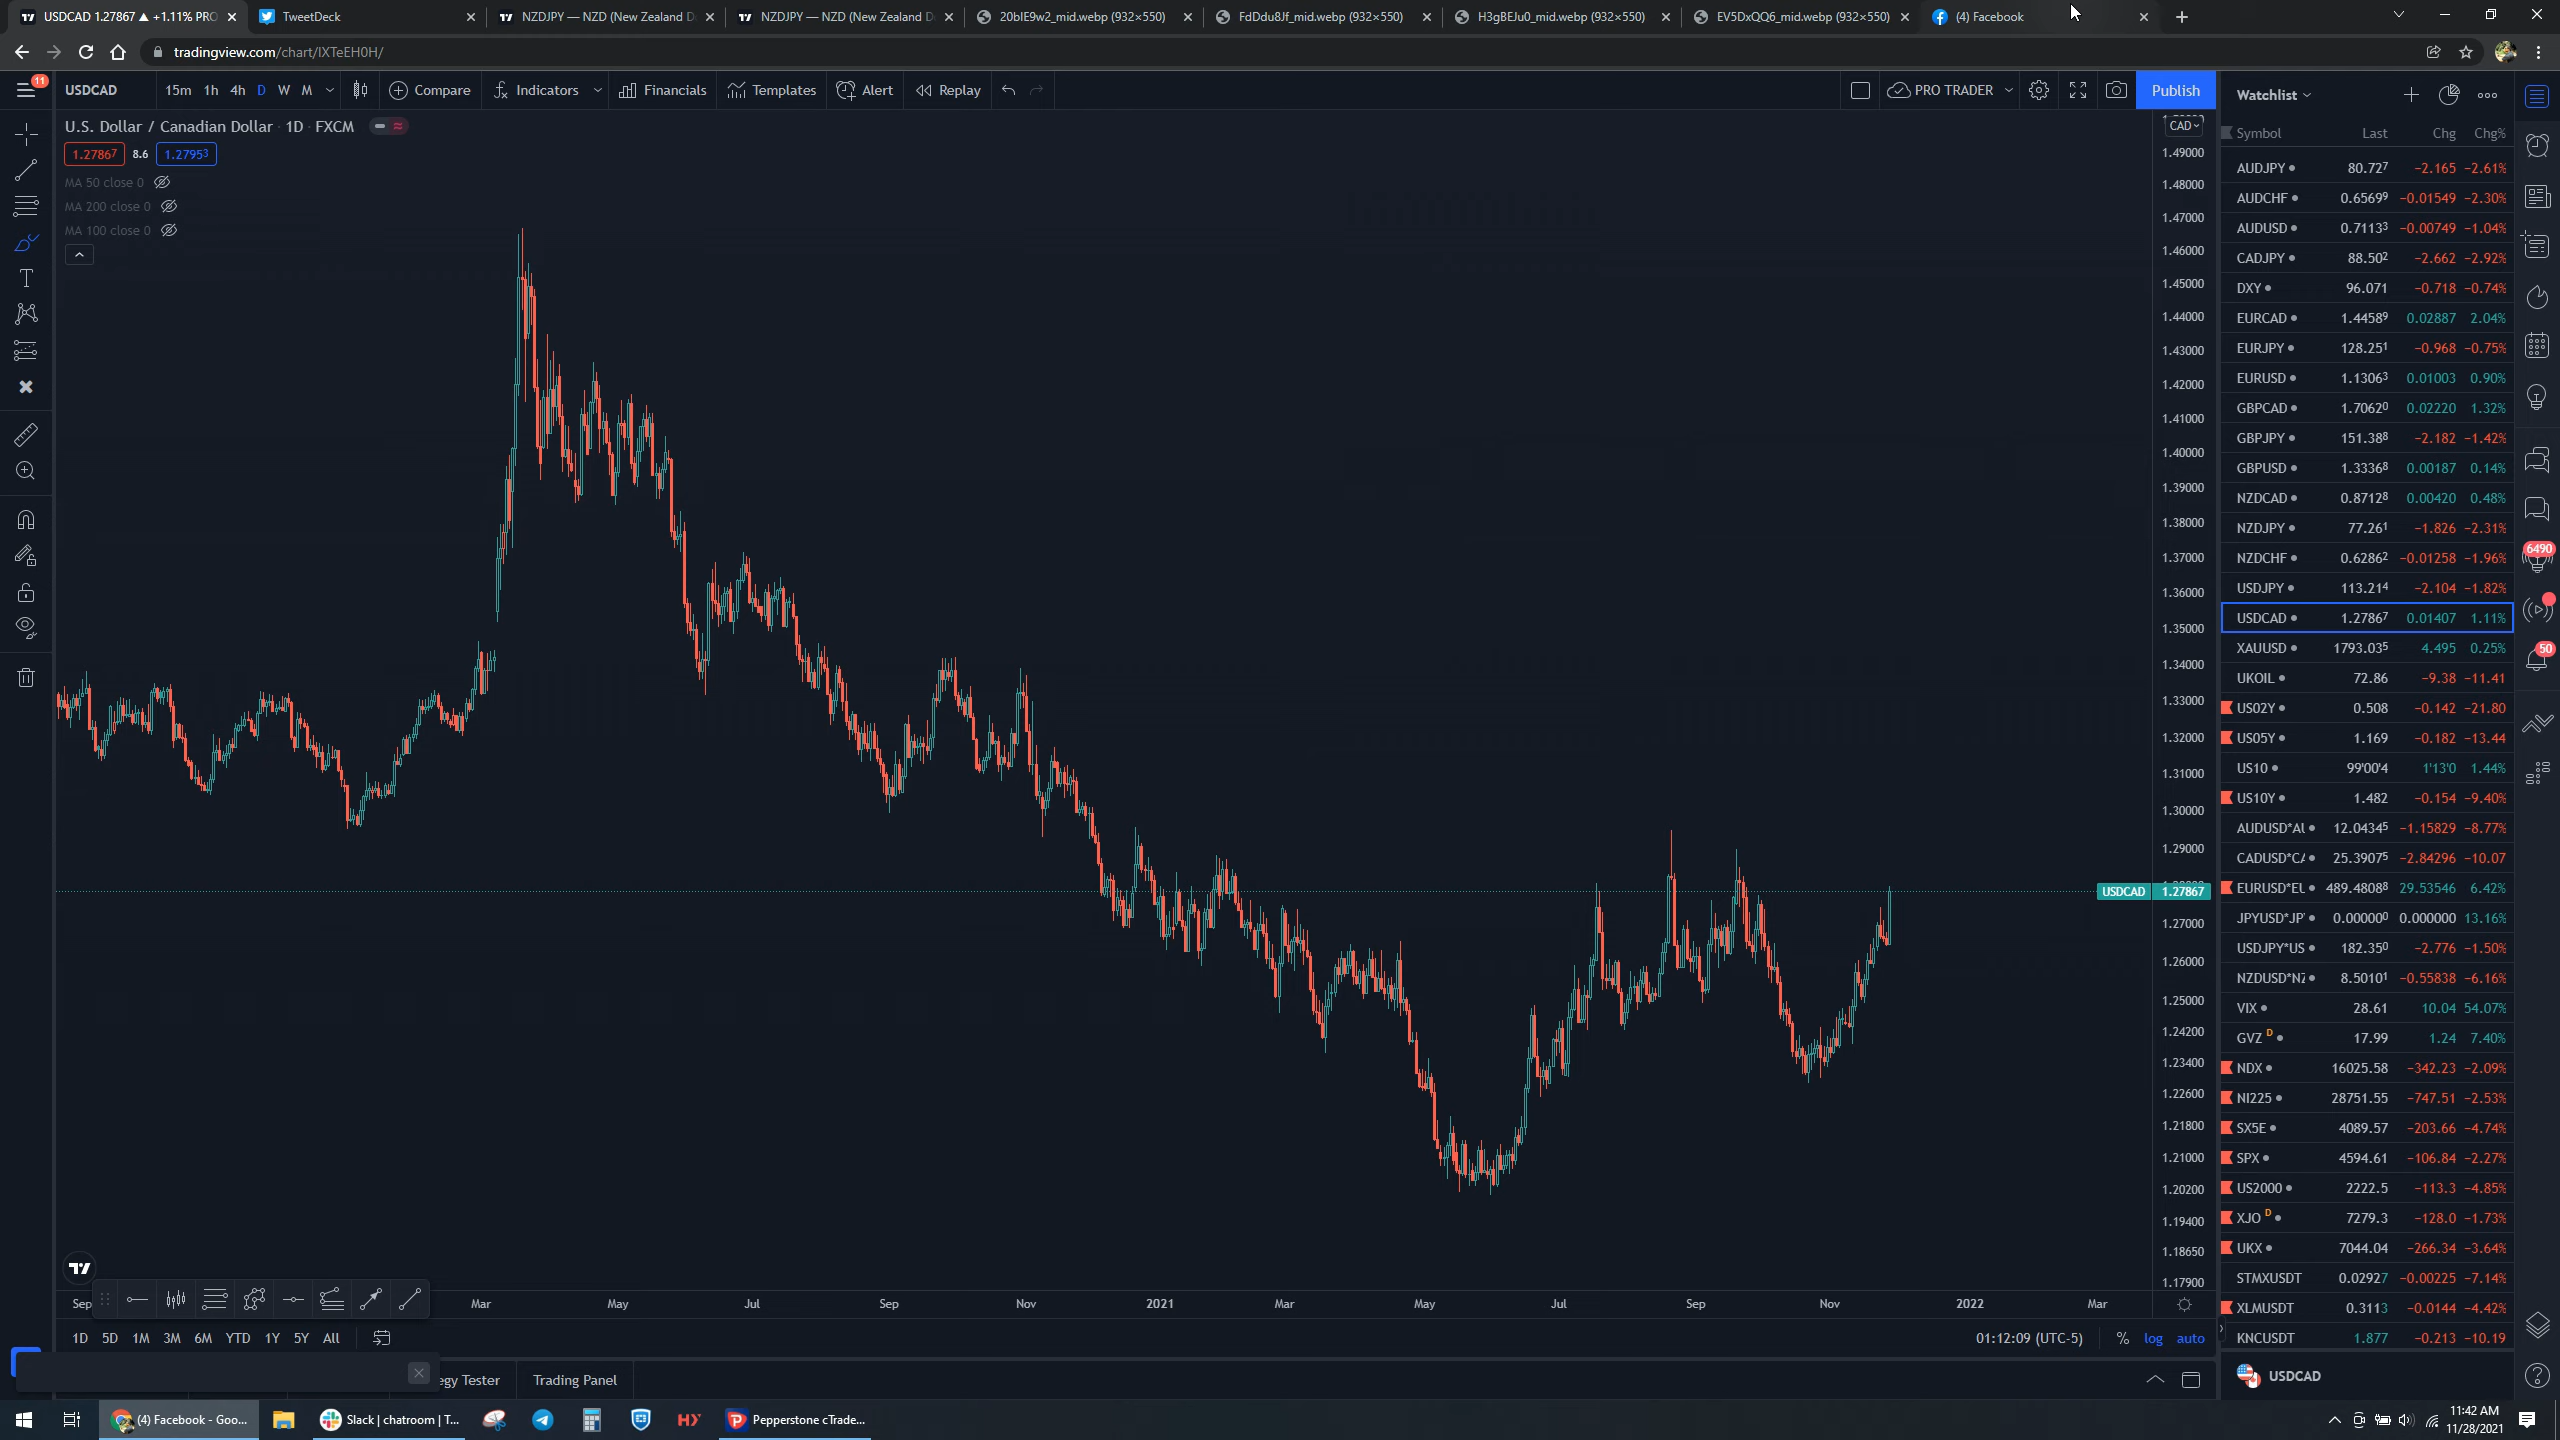 USDCAD 1.27867 ▲ +1.11% PRO
TweetDeck
NZDJPY — NZD (New Zealand D
NZDJPY — NZD (New Zealand D
20bIE9w2_mid.webp (932×550)
FdDdu8Jf_mid.webp (932×550)
H3gBEJu0_mid.webp (932×550)
EV5DxQQ6_mid.webp (932×550)
(4) Facebook
tradingview.com/chart/IXTeEH0H/
11
USDCAD 15m 1h 4h D W M Compare Indicators Financials Templates Alert Replay PRO TRADER Publish
U.S. Dollar / Canadian Dollar · 1D · FXCM
1.27867 8.6 1.27953
MA 50 close 0
MA 200 close 0
MA 100 close 0
CAD
1.49000
1.48000
1.47000
1.46000
1.45000
1.44000
1.43000
1.42000
1.41000
1.40000
1.39000
1.38000
1.37000
1.36000
1.35000
1.34000
1.33000
1.32000
1.31000
1.30000
1.29000
USDCAD 1.27867
1.27000
1.26000
1.25000
1.24200
1.23400
1.22600
1.21800
1.21000
1.20200
1.19400
1.18650
1.17900
Sep Mar May Jul Sep Nov 2021 Mar May Jul Sep Nov 2022 Mar
1D 5D 1M 3M 6M YTD 1Y 5Y All
01:12:09 (UTC-5) % log auto
egy Tester Trading Panel
Watchlist
Symbol Last Chg Chg%
AUDJPY 80.727 −2.165 −2.61%
AUDCHF 0.65699 −0.01549 −2.30%
AUDUSD 0.71133 −0.00749 −1.04%
CADJPY 88.502 −2.662 −2.92%
DXY 96.071 −0.718 −0.74%
EURCAD 1.44589 0.02887 2.04%
EURJPY 128.251 −0.968 −0.75%
EURUSD 1.13063 0.01003 0.90%
GBPCAD 1.70620 0.02220 1.32%
GBPJPY 151.388 −2.182 −1.42%
GBPUSD 1.33368 0.00187 0.14%
NZDCAD 0.87128 0.00420 0.48%
NZDJPY 77.261 −1.826 −2.31%
NZDCHF 0.62862 −0.01258 −1.96%
USDJPY 113.214 −2.104 −1.82%
USDCAD 1.27867 0.01407 1.11%
XAUUSD 1793.035 4.495 0.25%
UKOIL 72.86 −9.38 −11.41
US02Y 0.508 −0.142 −21.80
US05Y 1.169 −0.182 −13.44
US10 99'00'4 1'13'0 1.44%
US10Y 1.482 −0.154 −9.40%
AUDUSD*AU 12.04345 −1.15829 −8.77%
CADUSD*CA 25.39075 −2.84296 −10.07
EURUSD*EU 489.48088 29.53546 6.42%
JPYUSD*JP 0.000000 0.000000 13.16%
USDJPY*US 182.350 −2.776 −1.50%
NZDUSD*NZ 8.50101 −0.55838 −6.16%
VIX 28.61 10.04 54.07%
GVZ D 17.99 1.24 7.40%
NDX 16025.58 −342.23 −2.09%
NI225 28751.55 −747.51 −2.53%
SX5E 4089.57 −203.66 −4.74%
SPX 4594.61 −106.84 −2.27%
US2000 2222.5 −113.3 −4.85%
XJO D 7279.3 −128.0 −1.73%
UKX 7044.04 −266.34 −3.64%
STMXUSDT 0.02927 −0.00225 −7.14%
XLMUSDT 0.3113 −0.0144 −4.42%
KNCUSDT 1.877 −0.213 −10.19
USDCAD
6490
50
(4) Facebook - Goo...
Slack | chatroom | T...
HY
Pepperstone cTrade...
11:42 AM
11/28/2021